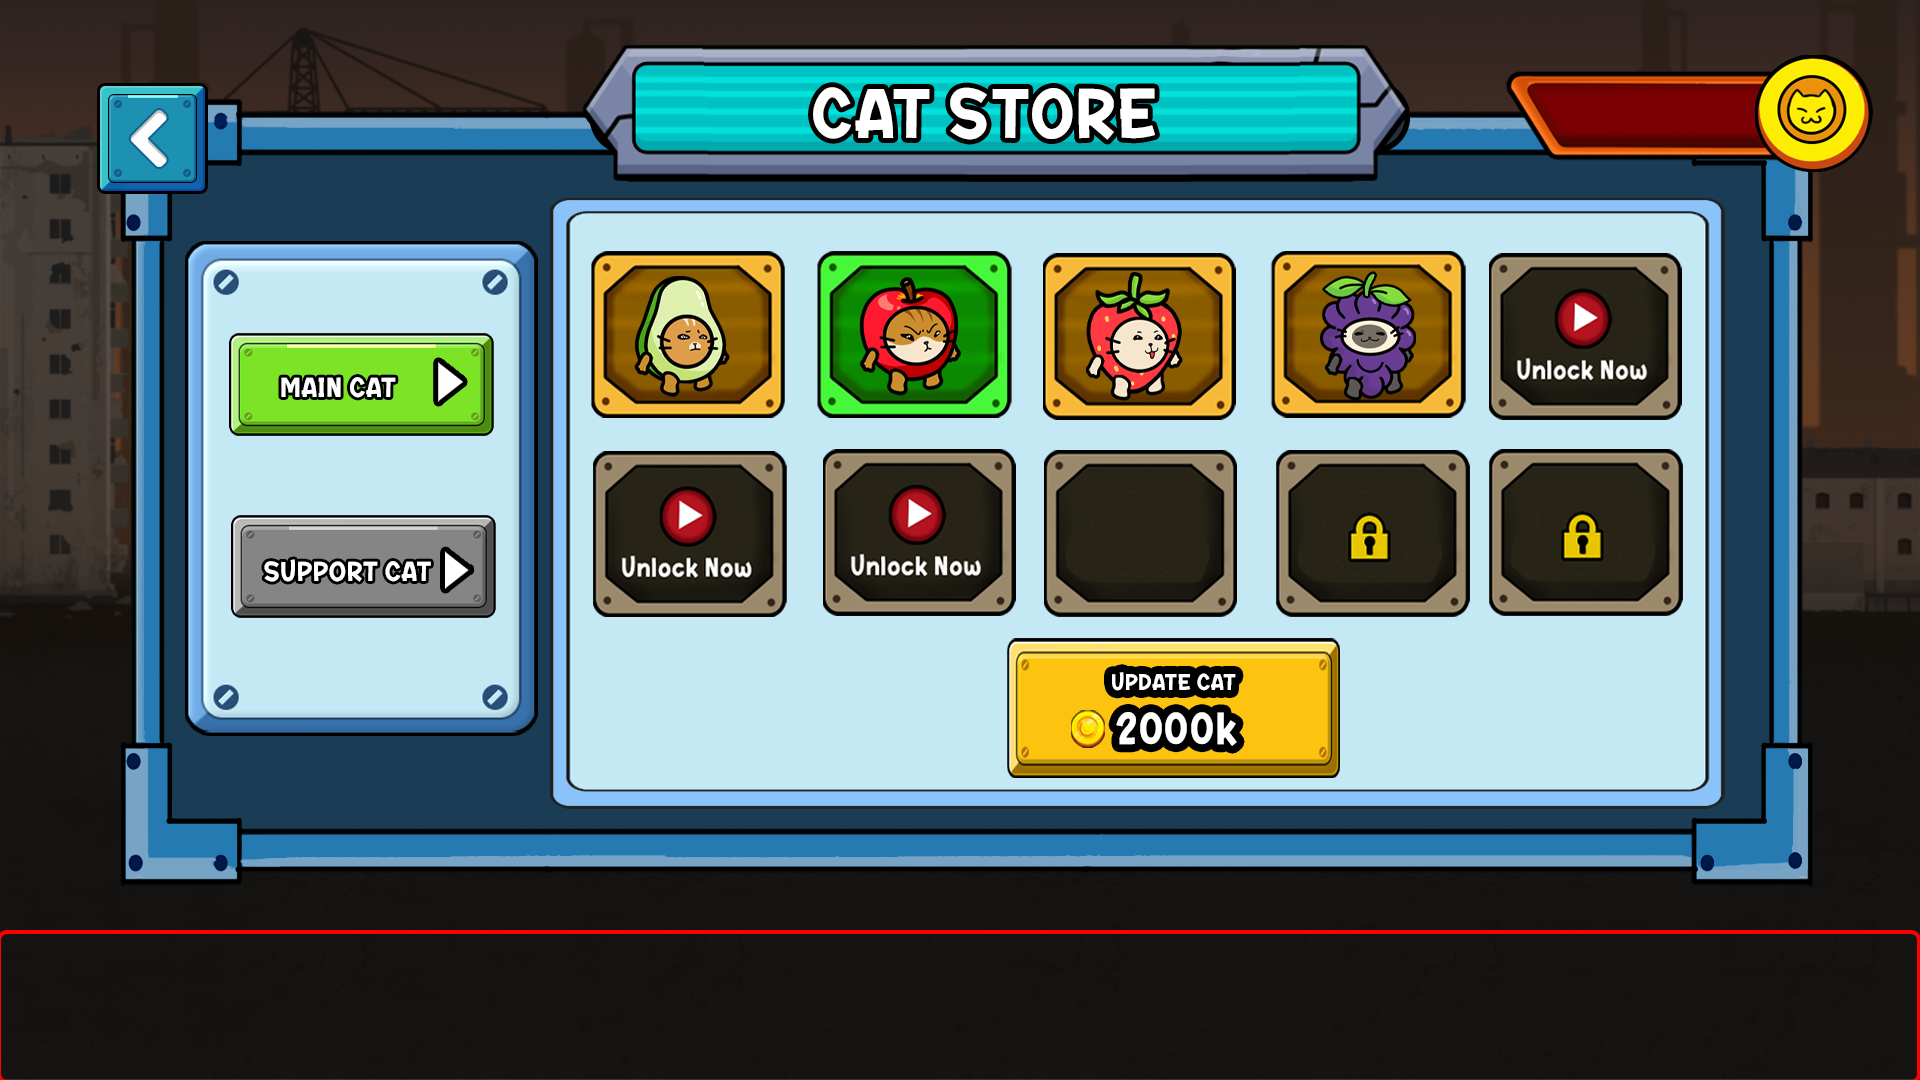 CAT STORE
MAIN CAT
SUPPORT CAT
Unlock Now
Unlock Now
Unlock Now
UPDATE CAT
2000k